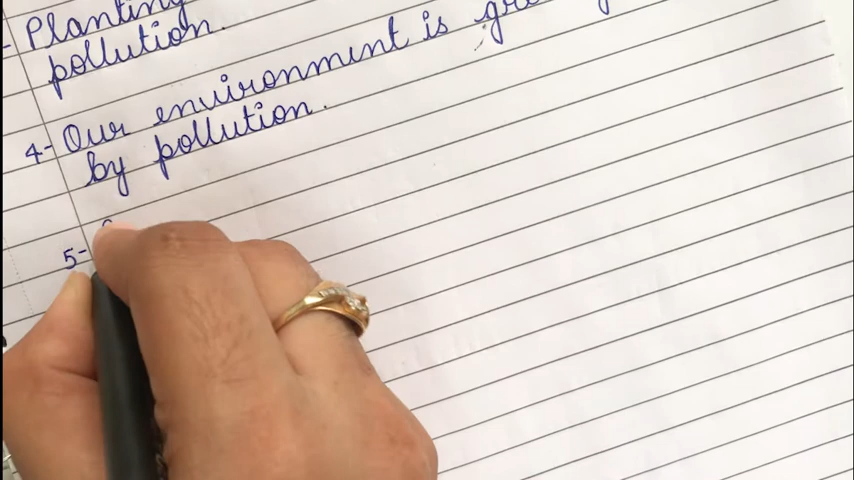 - Planting
pollution.
4- Our environment is
by pollution.
5-